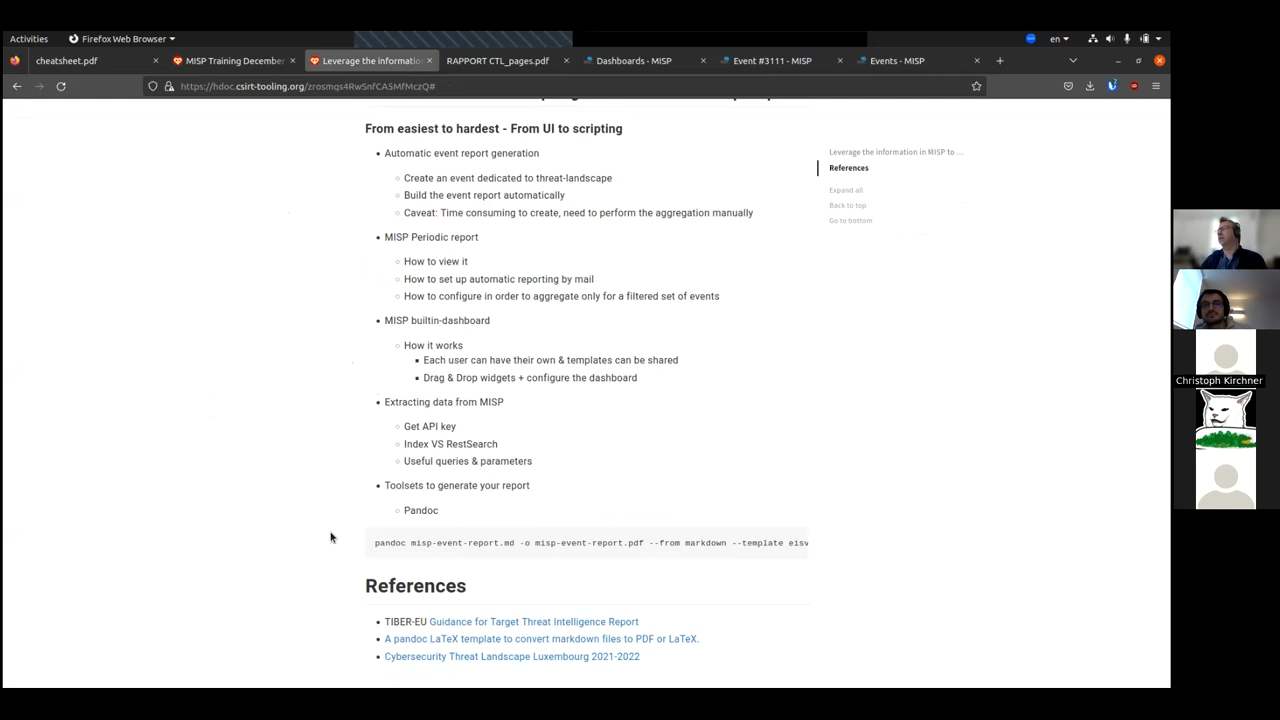 Activities
Firefox Web Browser
en
cheatsheet.pdf
MISP Training December
Leverage the information
RAPPORT CTL_pages.pdf
Dashboards - MISP
Event #3111 - MISP
Events - MISP
https://hdoc.csirt-tooling.org/zrosmqs4RwSnfCA5MfMczQ#
From easiest to hardest - From UI to scripting
Automatic event report generation
Create an event dedicated to threat-landscape
Build the event report automatically
Caveat: Time consuming to create, need to perform the aggregation manually
MISP Periodic report
How to view it
How to set up automatic reporting by mail
How to configure in order to aggregate only for a filtered set of events
MISP builtin-dashboard
How it works
Each user can have their own & templates can be shared
Drag & Drop widgets + configure the dashboard
Extracting data from MISP
Get API key
Index VS RestSearch
Useful queries & parameters
Toolsets to generate your report
Pandoc
pandoc misp-event-report.md -o misp-event-report.pdf --from markdown --template eisv
References
TIBER-EU Guidance for Target Threat Intelligence Report
A pandoc LaTeX template to convert markdown files to PDF or LaTeX.
Cybersecurity Threat Landscape Luxembourg 2021-2022
Leverage the information in MISP to ...
References
Expand all
Back to top
Go to bottom
Christoph Kirchner